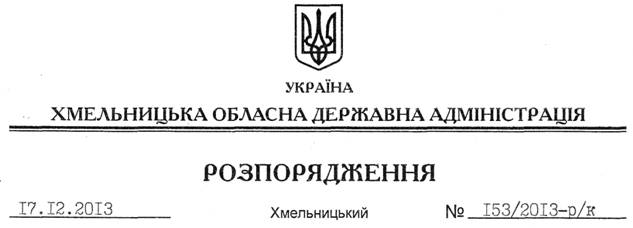 УКРАЇНА
ХМЕЛЬНИЦЬКА ОБЛАСНА ДЕРЖАВНА АДМІНІСТРАЦІЯ
РОЗПОРЯДЖЕННЯ
17.12.2013 Хмельницький № 153/2013-р/к